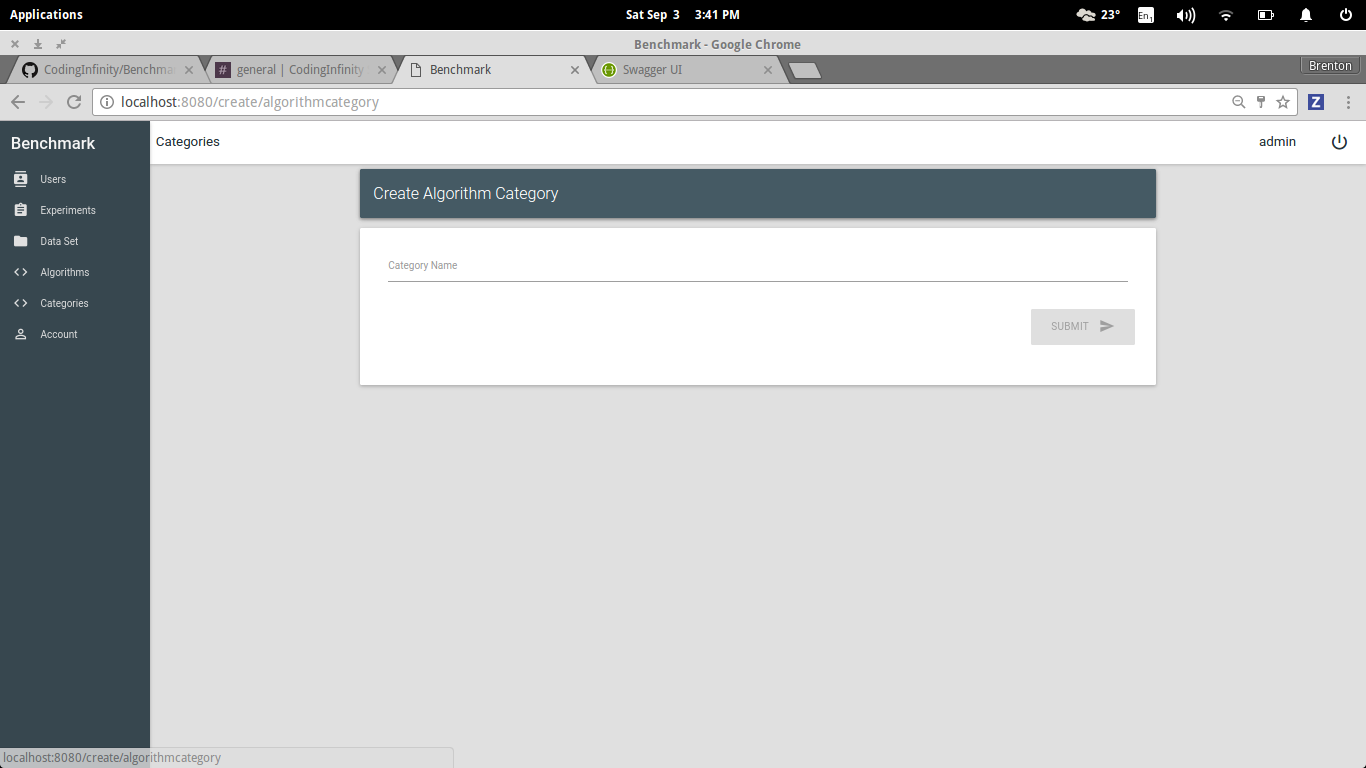 Applications
Sat Sep 3 3:41 PM
23°
En1
Benchmark - Google Chrome
CodingInfinity/Benchma
# general | CodingInfinity
Benchmark
Swagger UI
Brenton
localhost:8080/create/algorithmcategory
Z
Benchmark
Categories
admin
Users
Experiments
Data Set
Algorithms
Categories
Account
Create Algorithm Category
Category Name
SUBMIT
localhost:8080/create/algorithmcategory